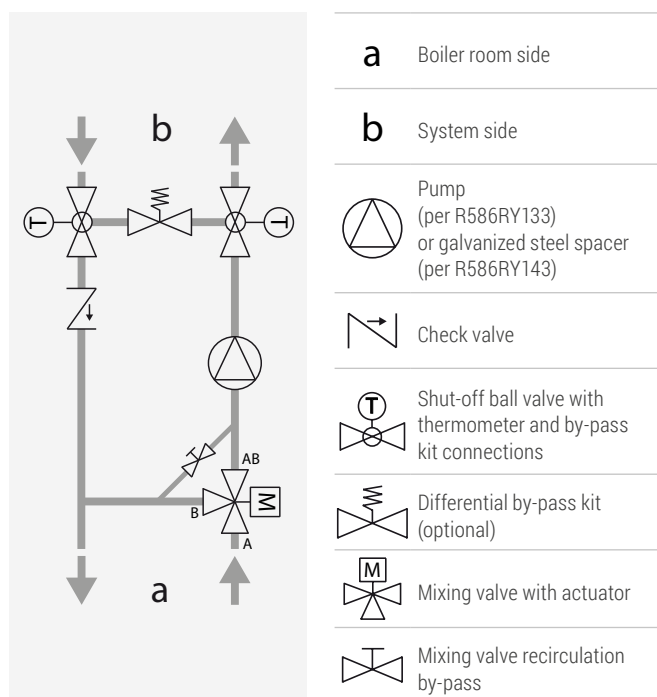 b
T
T
AB
M
B
A
a
a Boiler room side
b System side
Pump
(per R586RY133)
or galvanized steel spacer
(per R586RY143)
Check valve
T
Shut-off ball valve with
thermometer and by-pass
kit connections
Differential by-pass kit
(optional)
M
Mixing valve with actuator
Mixing valve recirculation
by-pass